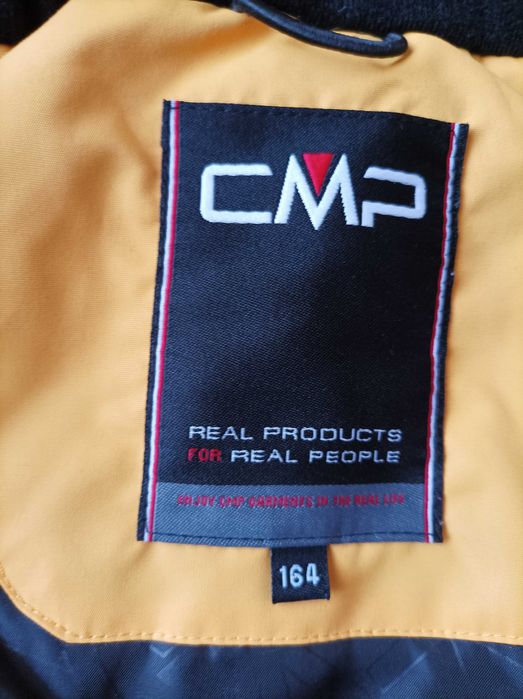 CMP
REAL PRODUCTS
FOR REAL PEOPLE
ENJOY CMP GARMENTS IN THE REAL LIFE
164